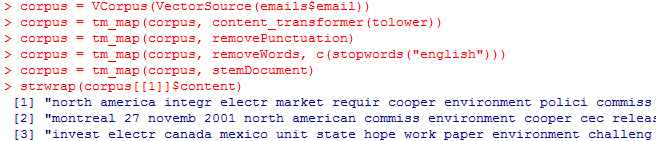 > corpus = VCorpus(VectorSource(emails$email))
> corpus = tm_map(corpus, content_transformer(tolower))
> corpus = tm_map(corpus, removePunctuation)
> corpus = tm_map(corpus, removeWords, c(stopwords("english")))
> corpus = tm_map(corpus, stemDocument)
> strwrap(corpus[[1]]$content)
[1] "north america integr electr market requir cooper environment polici commiss
[2] "montreal 27 novemb 2001 north american commiss environment cooper cec releas
[3] "invest electr canada mexico unit state hope work paper environment challeng